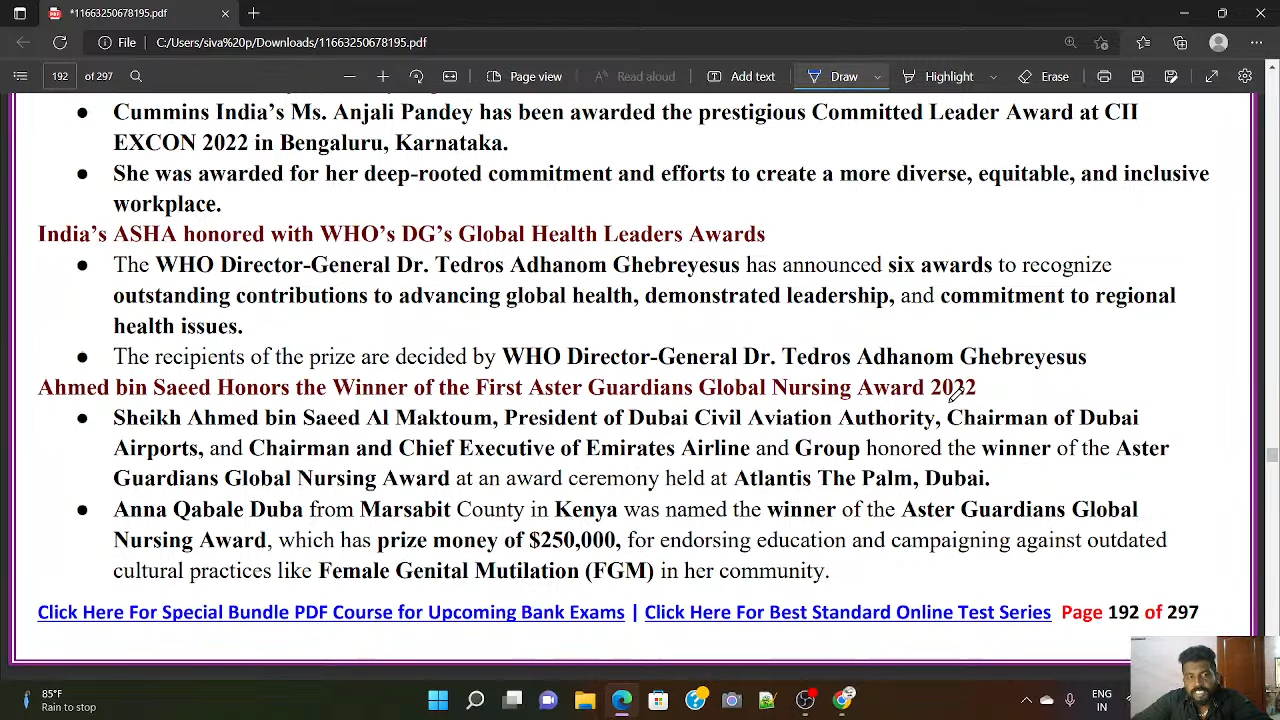 *11663250678195.pdf
File C:/Users/siva%20p/Downloads/11663250678195.pdf
192 of 297 Page view Read aloud Add text Draw Highlight Erase
Cummins India's Ms. Anjali Pandey has been awarded the prestigious Committed Leader Award at CII
EXCON 2022 in Bengaluru, Karnataka.
She was awarded for her deep-rooted commitment and efforts to create a more diverse, equitable, and inclusive
workplace.
India's ASHA honored with WHO's DG's Global Health Leaders Awards
The WHO Director-General Dr. Tedros Adhanom Ghebreyesus has announced six awards to recognize
outstanding contributions to advancing global health, demonstrated leadership, and commitment to regional
health issues.
The recipients of the prize are decided by WHO Director-General Dr. Tedros Adhanom Ghebreyesus
Ahmed bin Saeed Honors the Winner of the First Aster Guardians Global Nursing Award 2022
Sheikh Ahmed bin Saeed Al Maktoum, President of Dubai Civil Aviation Authority, Chairman of Dubai
Airports, and Chairman and Chief Executive of Emirates Airline and Group honored the winner of the Aster
Guardians Global Nursing Award at an award ceremony held at Atlantis The Palm, Dubai.
Anna Qabale Duba from Marsabit County in Kenya was named the winner of the Aster Guardians Global
Nursing Award, which has prize money of $250,000, for endorsing education and campaigning against outdated
cultural practices like Female Genital Mutilation (FGM) in her community.
Click Here For Special Bundle PDF Course for Upcoming Bank Exams | Click Here For Best Standard Online Test Series Page 192 of 297
85°F
Rain to stop
ENG
IN